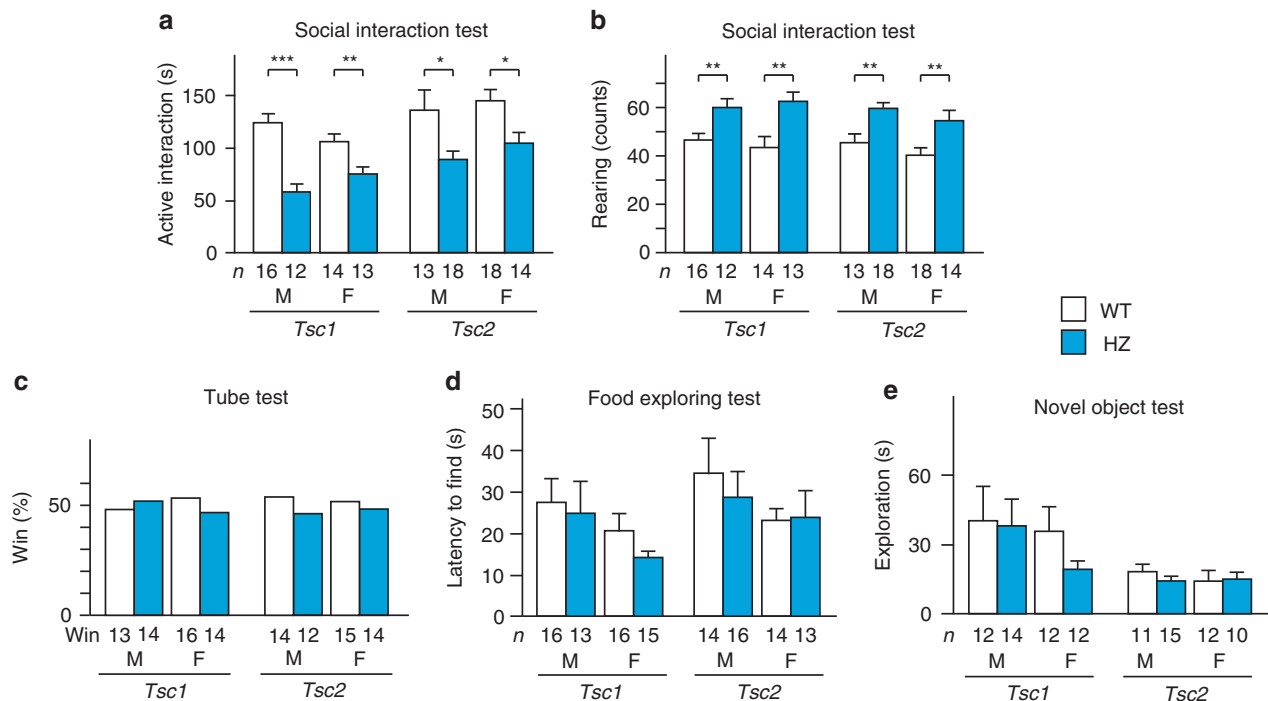 a
Social interaction test
Active interaction (s)
150
100
50
0
*** ** * *
n 16 12 14 13 13 18 18 14
M F M F
Tsc1 Tsc2
b
Social interaction test
Rearing (counts)
60
40
20
0
** ** ** **
n 16 12 14 13 13 18 18 14
M F M F
Tsc1 Tsc2
WT
HZ
c
Tube test
Win (%)
50
0
Win 13 14 16 14 14 12 15 14
M F M F
Tsc1 Tsc2
d
Food exploring test
Latency to find (s)
50
40
30
20
10
0
n 16 13 16 15 14 16 14 13
M F M F
Tsc1 Tsc2
e
Novel object test
Exploration (s)
60
30
0
n 12 14 12 12 11 15 12 10
M F M F
Tsc1 Tsc2